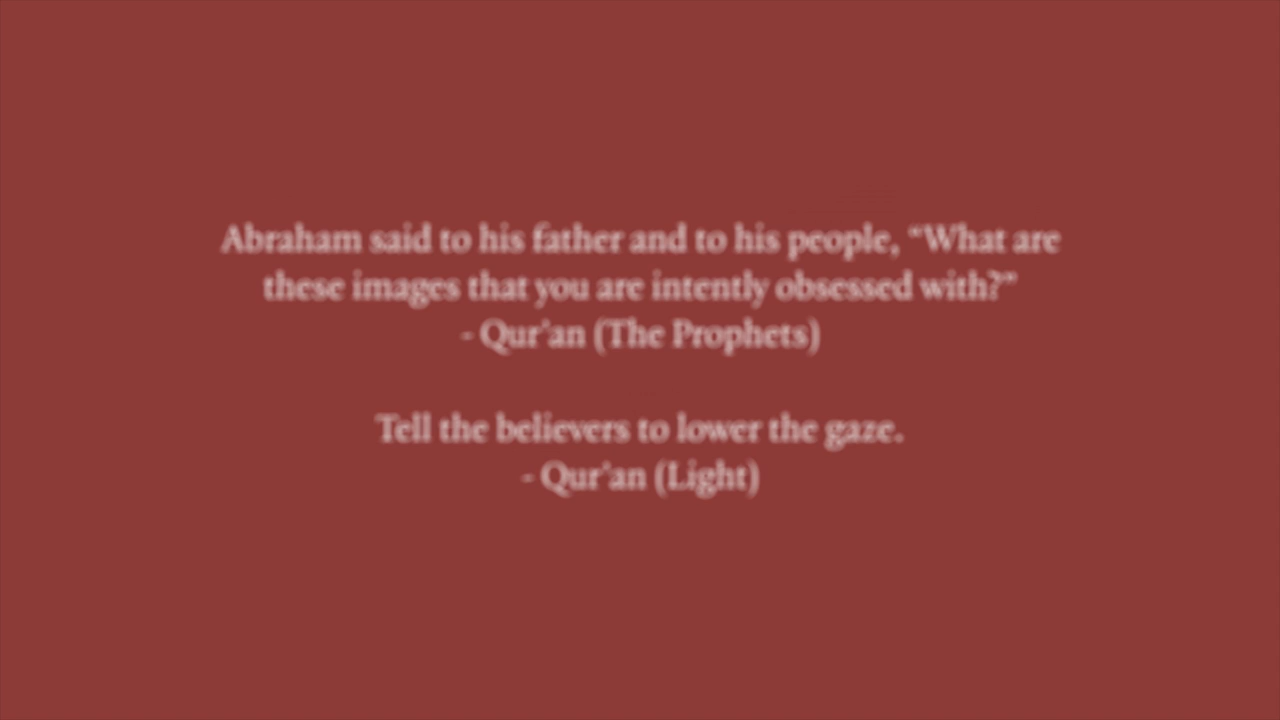 Abraham said to his father and to his people, “What are
these images that you are intently obsessed with?”
- Qur’an (The Prophets)
Tell the believers to lower the gaze.
- Qur’an (Light)